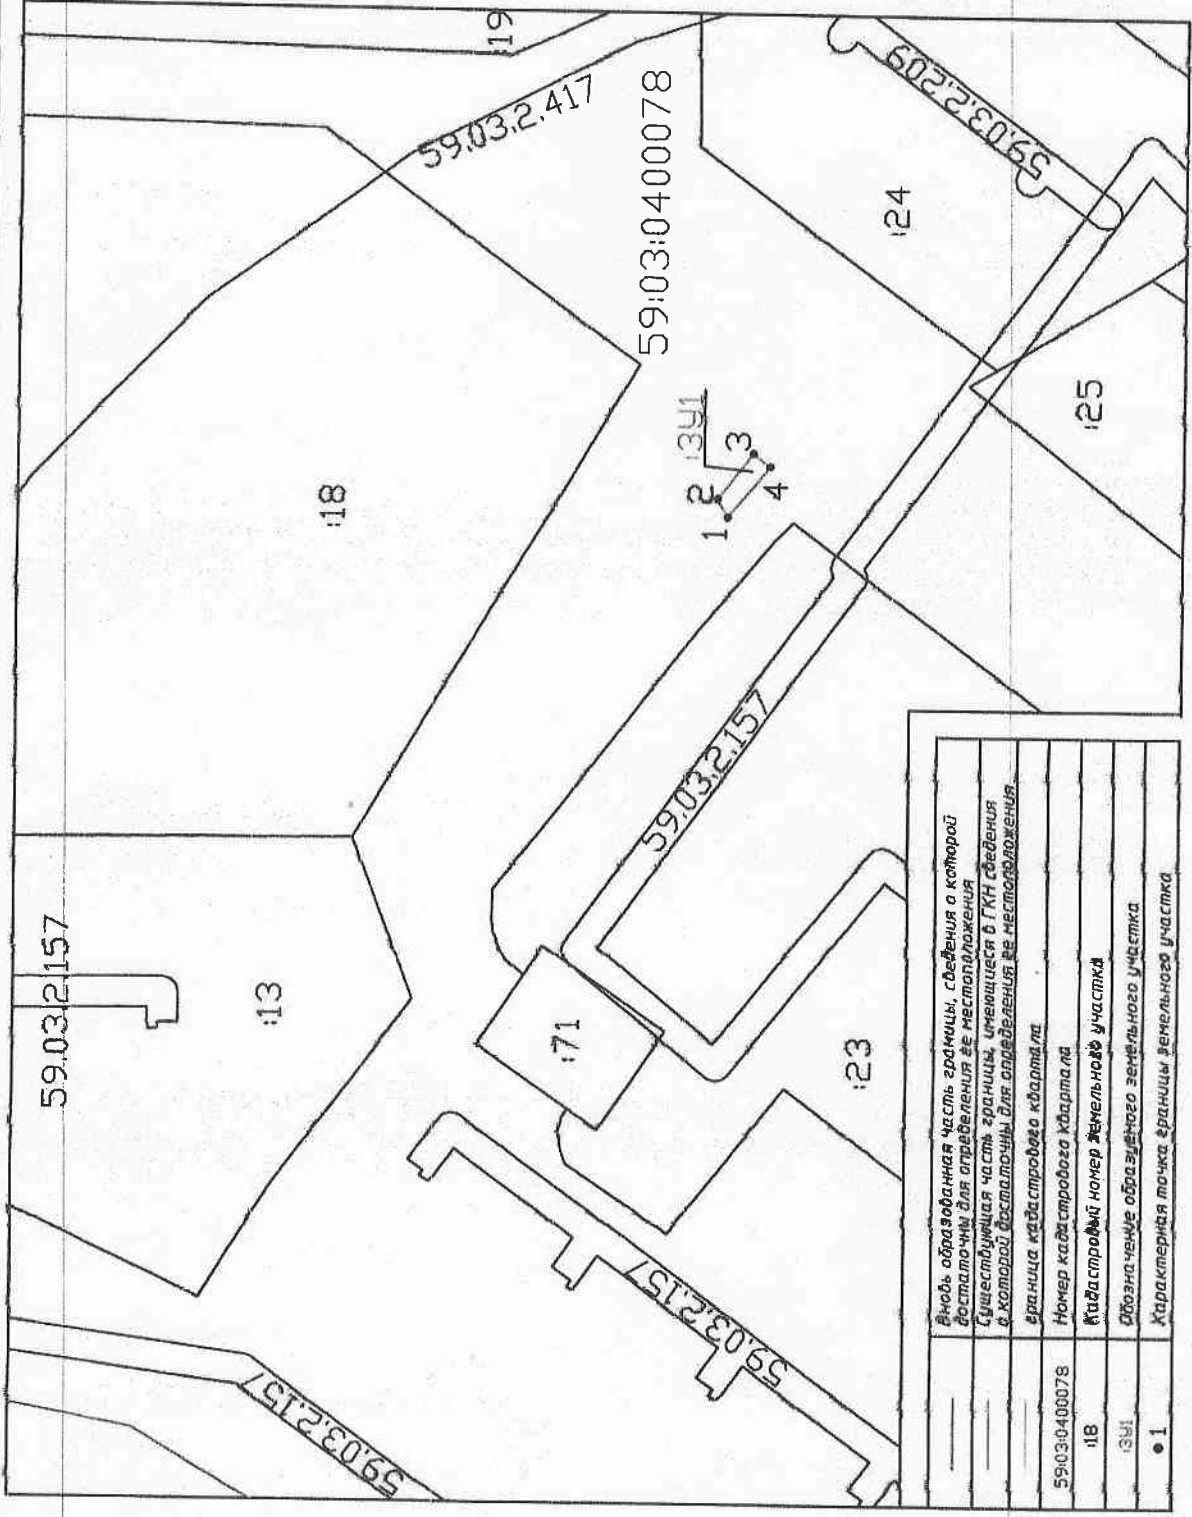 59.03.2.157
:13
:18
:19
59.03.2.417
59:03:0400078
:3У1
1
2
3
4
:71
59.03.2.157
59.03.2.157
59.03.2.157
:24
59.03.2.209
:25
:23
Вновь образованная часть границы, сведения о которой
достаточны для определения ее местоположения
Существующая часть границы, имеющиеся в ГКН сведения
о которой достаточны для определения ее местоположения
граница кадастрового квартала
59:03:0400078 Номер кадастрового квартала
:18 Кадастровый номер земельного участка
:3У1 Обозначение образуемого земельного участка
1 Характерная точка границы земельного участка